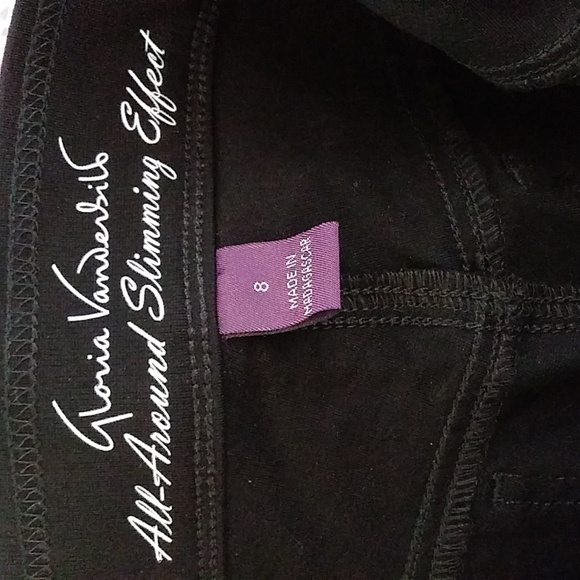 Gloria Vanderbilt
All-Around Slimming Effect
8
MADE IN
MADAGASCAR